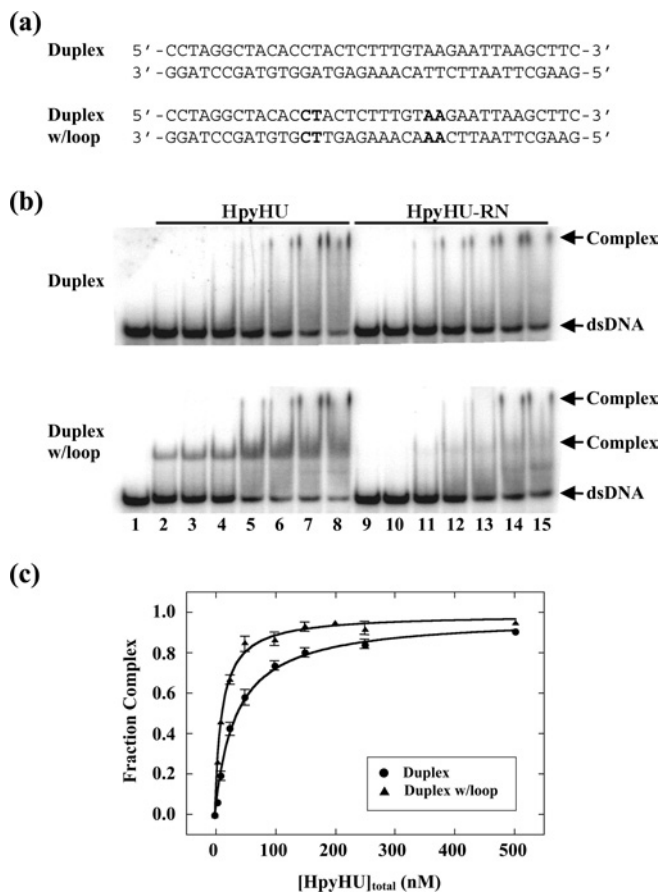 (a)
Duplex 5’-CCTAGGCTACACCTACTCTTTGTAAGAATTAAGCTTC-3’
3’-GGATCCGATGTGGATGAGAAACATTCTTAATTCGAAG-5’
Duplex 5’-CCTAGGCTACACCTACTCTTTGTAAGAATTAAGCTTC-3’
w/loop 3’-GGATCCGATGTGCTTGAGAAACAAACTTAATTCGAAG-5’
(b)
HpyHU HpyHU-RN
Complex
Duplex
dsDNA
Complex
Duplex
w/loop
Complex
dsDNA
1 2 3 4 5 6 7 8 9 10 11 12 13 14 15
(c)
Fraction Complex
1.0
0.8
0.6
0.4
0.2
0.0
Duplex
Duplex w/loop
0 100 200 300 400 500
[HpyHU]total (nM)